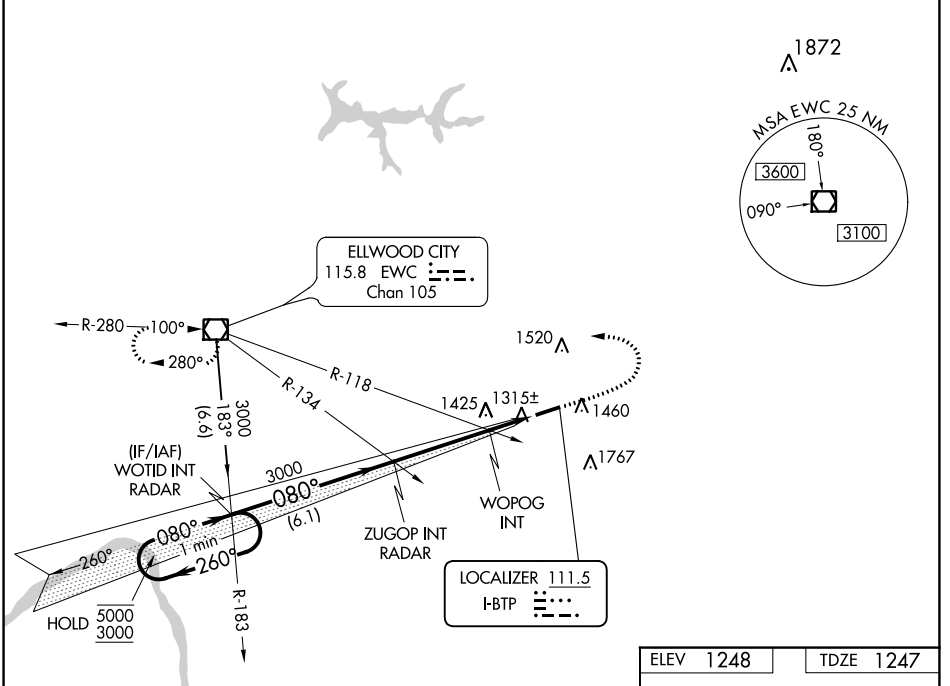 1872
MSA EWC 25 NM
180°
3600
090°
3100
ELLWOOD CITY
115.8 EWC
Chan 105
R-280
100°
280°
R-118
R-134
1520
1425
1315±
1460
1767
3000
183°
(6.6)
(IF/IAF)
WOTID INT
RADAR
3000
080°
(6.1)
080°
1 min
260°
260°
ZUGOP INT
RADAR
WOPOG
INT
HOLD
5000
3000
R-183
LOCALIZER 111.5
I-BTP
ELEV 1248
TDZE 1247